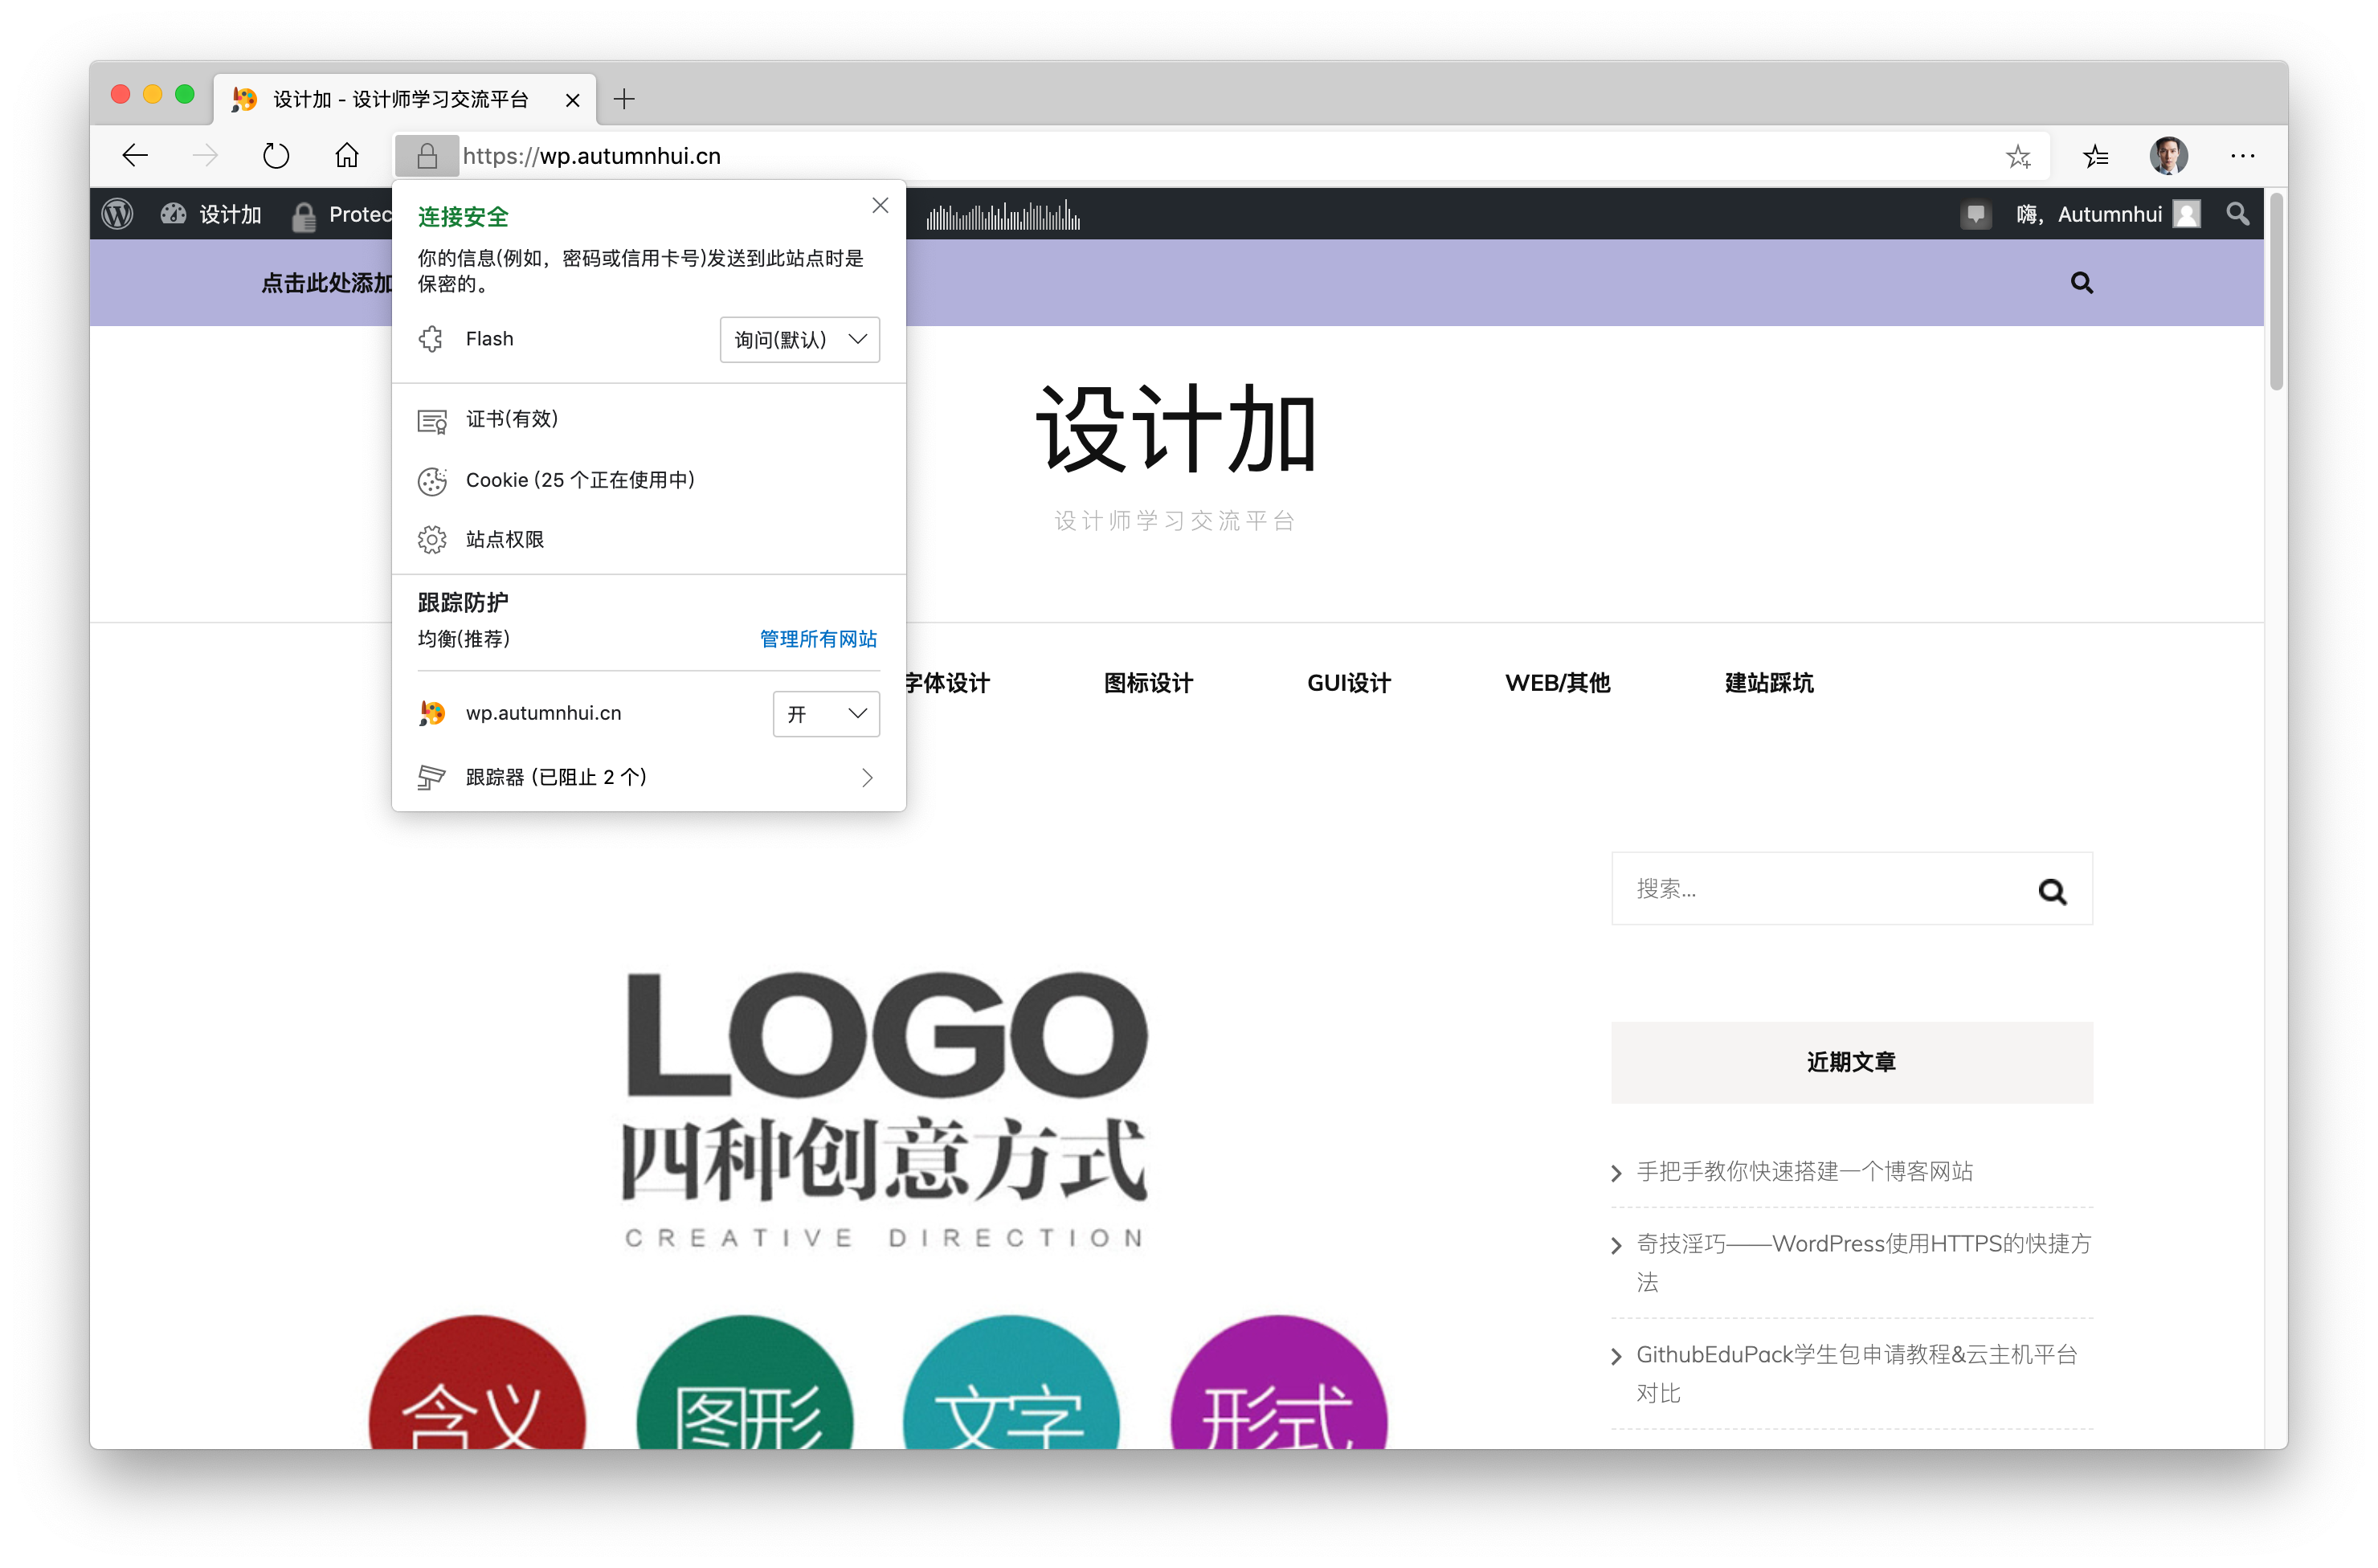 设计加 - 设计师学习交流平台
https://wp.autumnhui.cn
设计加
Protec
嗨，Autumnhui
点击此处添加
连接安全
你的信息(例如，密码或信用卡号)发送到此站点时是
保密的。
Flash
询问(默认)
证书(有效)
Cookie (25 个正在使用中)
站点权限
跟踪防护
均衡(推荐)
管理所有网站
wp.autumnhui.cn
开
跟踪器 (已阻止 2 个)
设计加
设计师学习交流平台
字体设计
图标设计
GUI设计
WEB/其他
建站踩坑
LOGO
四种创意方式
CREATIVE DIRECTION
含义
图形
文字
形式
搜索...
近期文章
手把手教你快速搭建一个博客网站
奇技淫巧——WordPress使用HTTPS的快捷方
法
GithubEduPack学生包申请教程&云主机平台
对比